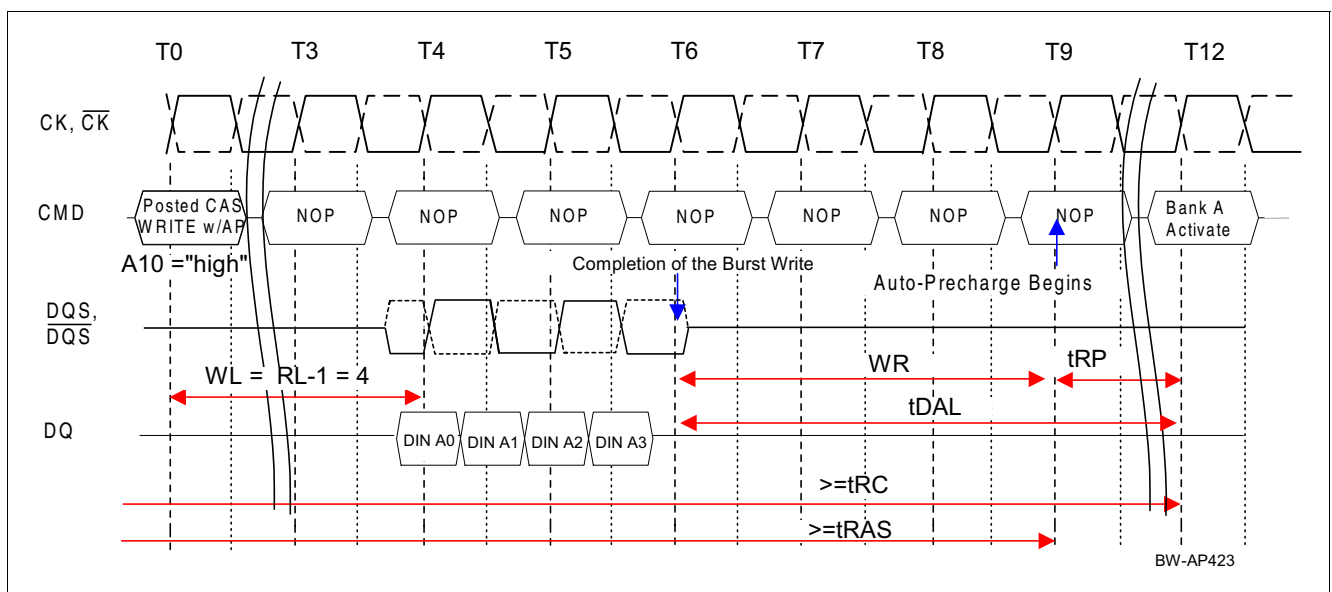 T0 T3 T4 T5 T6 T7 T8 T9 T12
CK, CK
CMD
Posted CAS
WRITE w/AP
NOP NOP NOP NOP NOP NOP NOP
Bank A
Activate
A10 ="high"
Completion of the Burst Write
Auto-Precharge Begins
DQS,
DQS
WL = RL-1 = 4
WR
tRP
tDAL
DQ
DIN A0 DIN A1 DIN A2 DIN A3
>=tRC
>=tRAS
BW-AP423